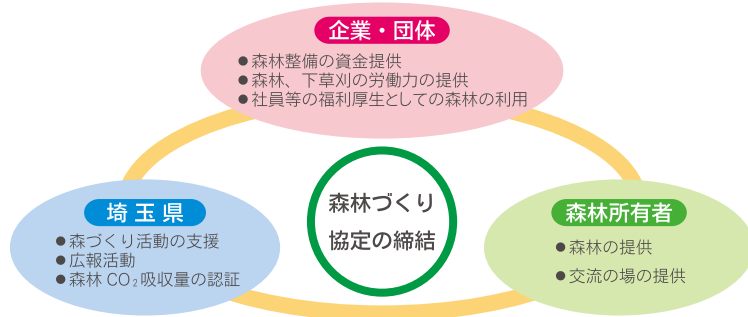 企業・団体
●森林整備の資金提供
●森林、下草刈の労働力の提供
●社員等の福利厚生としての森林の利用
森林づくり
協定の締結
埼玉県
●森づくり活動の支援
●広報活動
●森林CO₂吸収量の認証
森林所有者
●森林の提供
●交流の場の提供